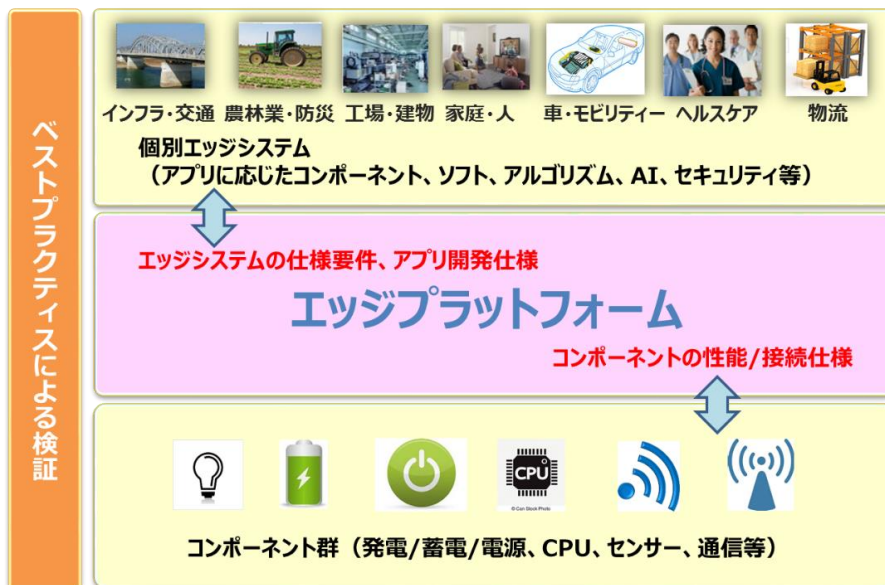 ベストプラクティスによる検証
インフラ・交通 農林業・防災 工場・建物 家庭・人 車・モビリティー ヘルスケア 物流
個別エッジシステム
（アプリに応じたコンポーネント、ソフト、アルゴリズム、AI、セキュリティ等）
エッジシステムの仕様要件、アプリ開発仕様
エッジプラットフォーム
コンポーネントの性能/接続仕様
CPU
© Can Stock Photo
コンポーネント群（発電/蓄電/電源、CPU、センサー、通信等）